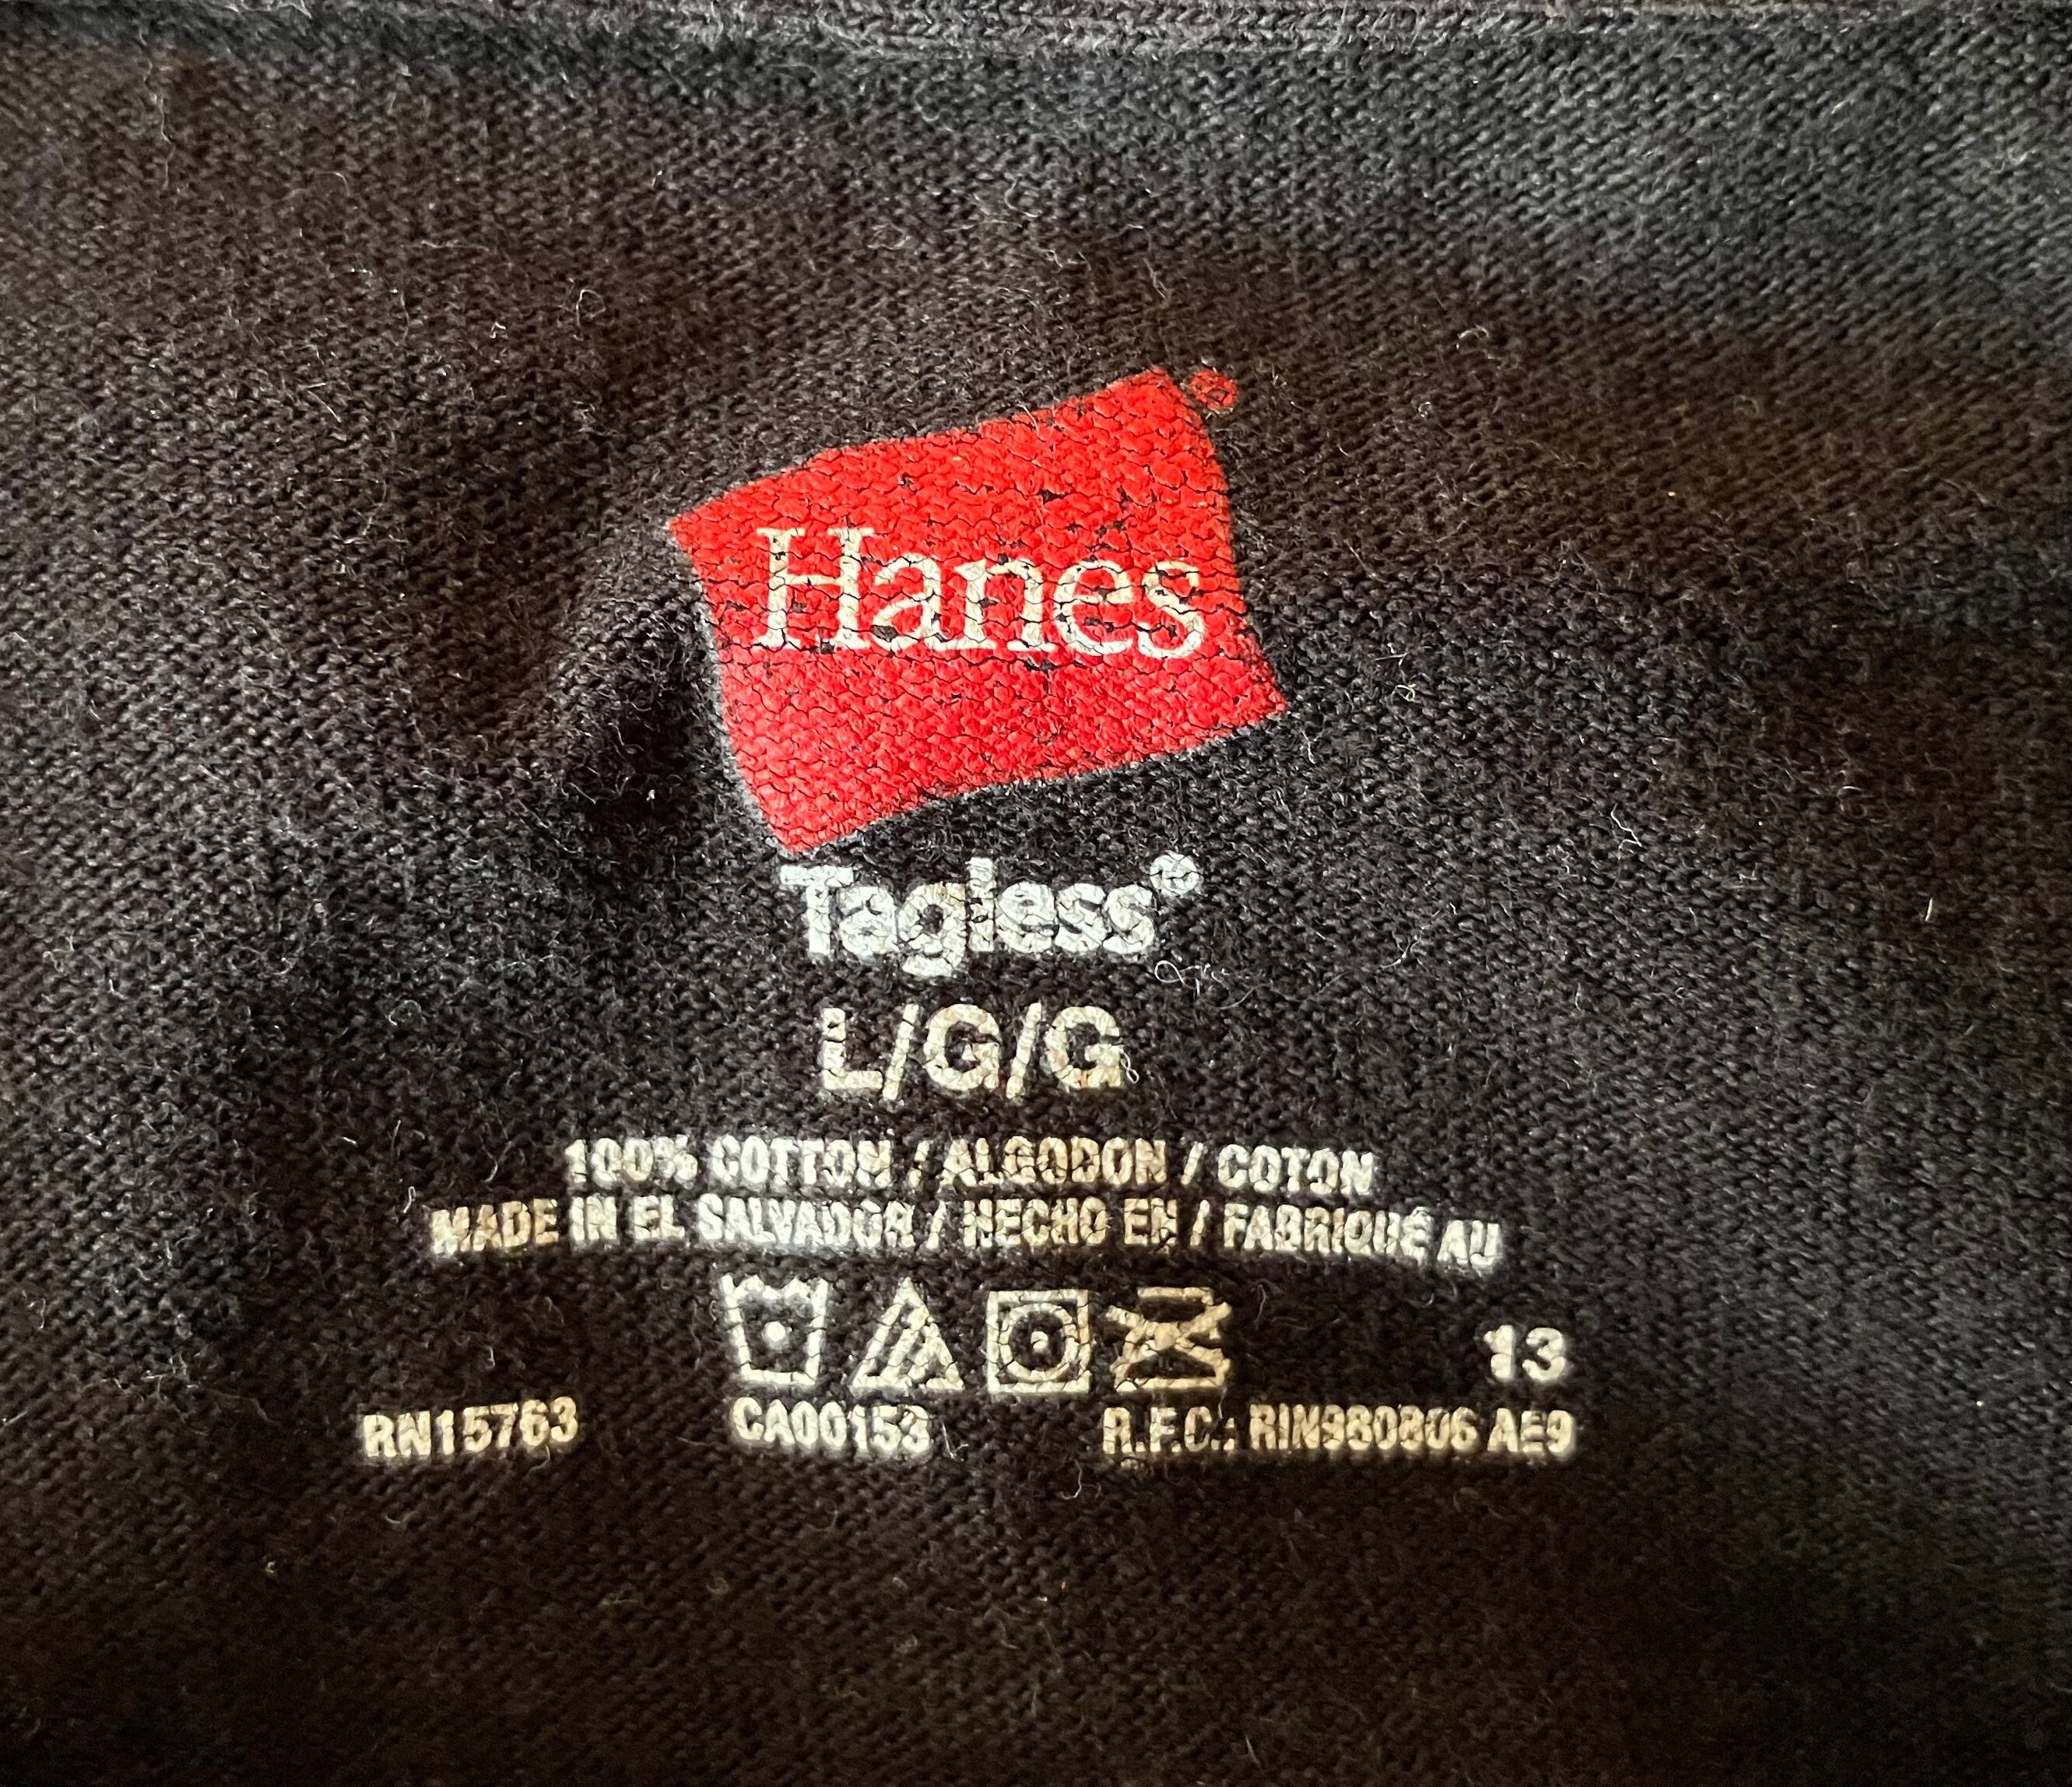 Hanes®
Tagless®
L/G/G
100% COTTON / ALGODON / COTON
MADE IN EL SALVADOR / HECHO EN / FABRIQUÉ AU
13
RN15763 CA00153 R.F.C.: RIN980806 AE9